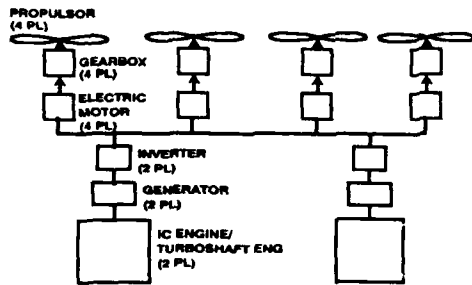 PROPULSOR
(4 PL)
GEARBOX
(4 PL)
ELECTRIC
MOTOR
(4 PL)
INVERTER
(2 PL)
GENERATOR
(2 PL)
IC ENGINE/
TURBOSHAFT ENG
(2 PL)